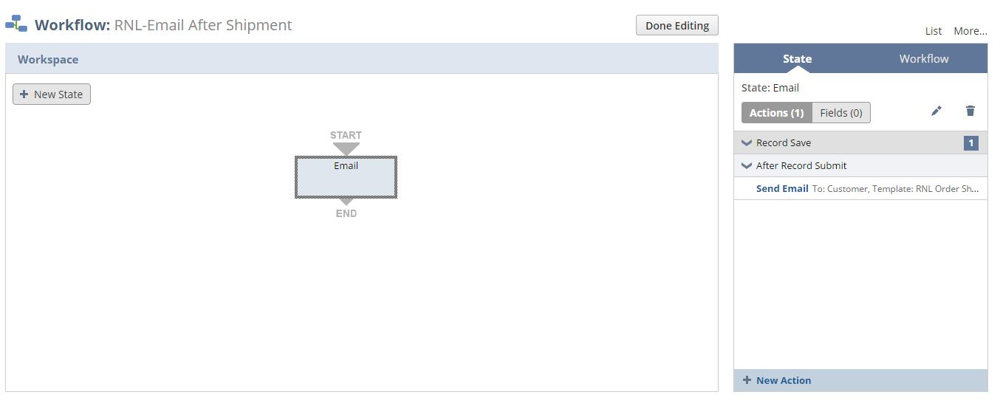 Workflow: RNL-Email After Shipment
Done Editing
List More...
Workspace
State Workflow
New State
State: Email
Actions (1) Fields (0)
START
Email
END
Record Save 1
After Record Submit
Send Email To: Customer, Template: RNL Order Sh...
New Action